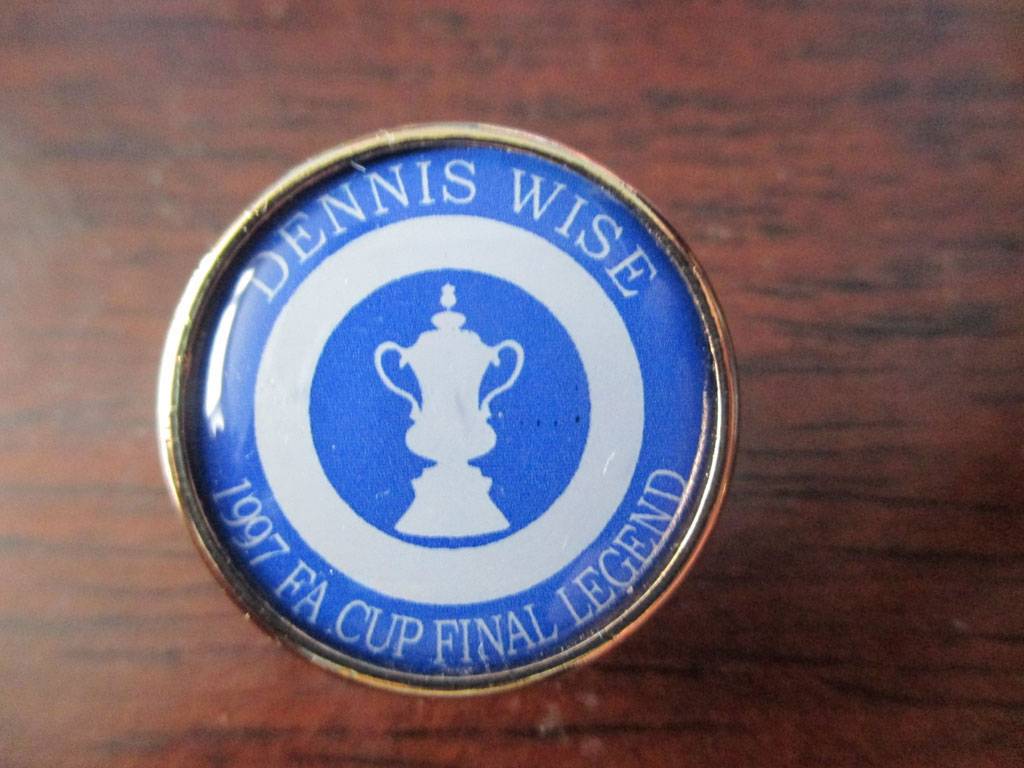 DENNIS WISE
1997 FA CUP FINAL LEGEND